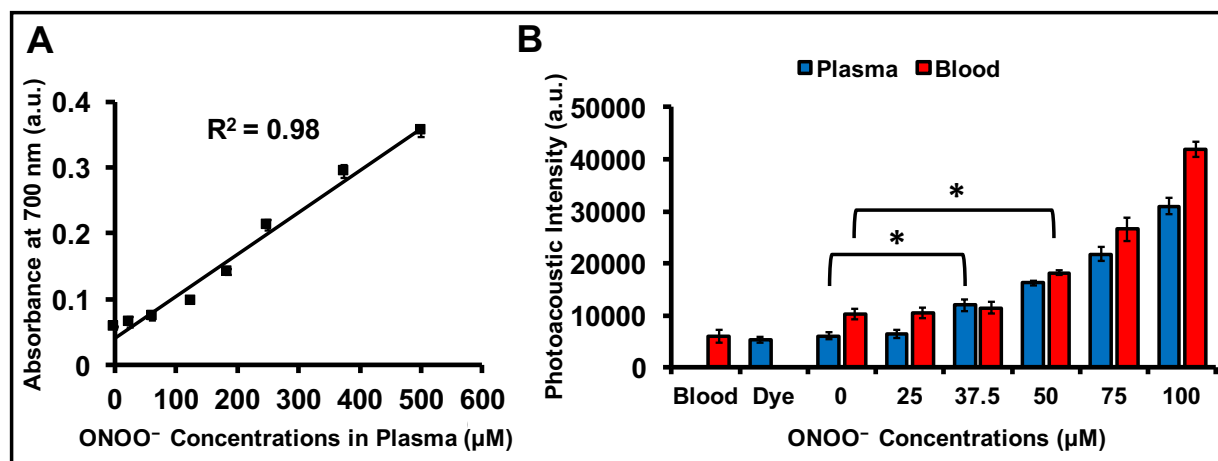 A
Absorbance at 700 nm (a.u.)
0.4
0.3
0.2
0.1
0
R² = 0.98
0 100 200 300 400 500 600
ONOO⁻ Concentrations in Plasma (µM)
B
Plasma Blood
Photoacoustic Intensity (a.u.)
50000
40000
30000
20000
10000
0
*
*
Blood Dye 0 25 37.5 50 75 100
ONOO⁻ Concentrations (µM)